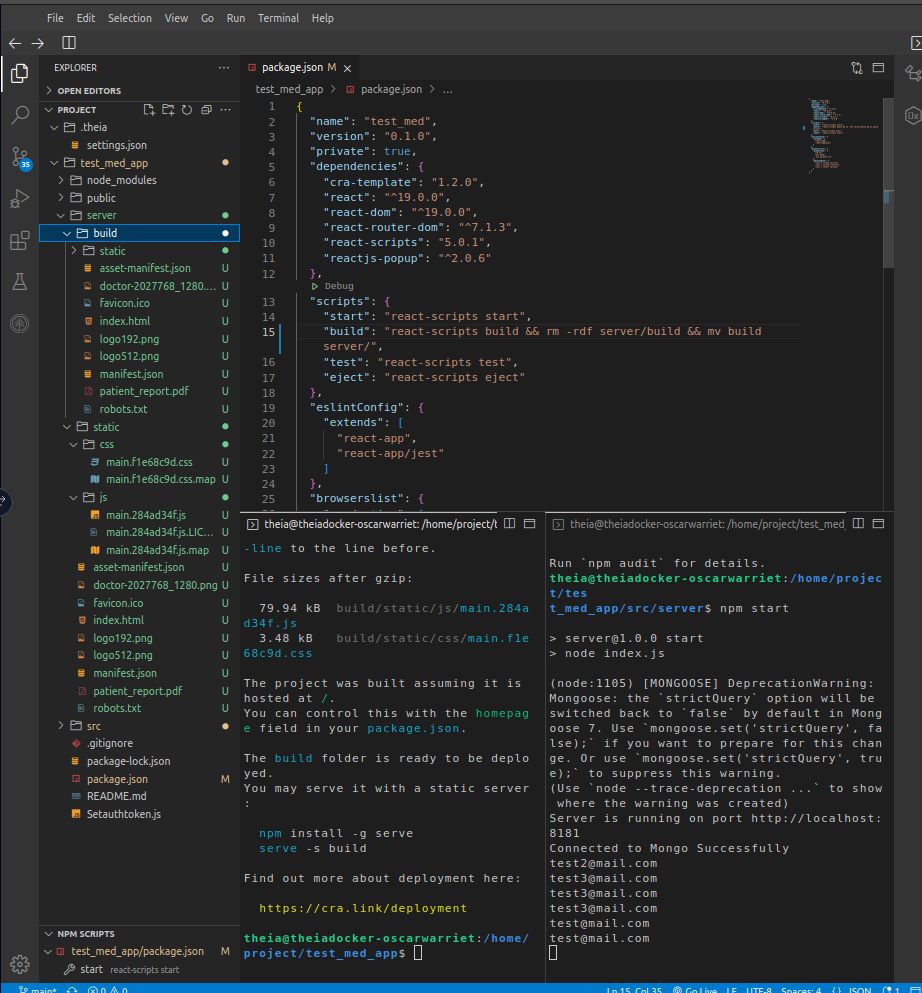 File Edit Selection View Go Run Terminal Help
EXPLORER
OPEN EDITORS
PROJECT
.theia
settings.json
test_med_app
node_modules
public
server
build
static
asset-manifest.json U
doctor-2027768_1280.... U
favicon.ico U
index.html U
logo192.png U
logo512.png U
manifest.json U
patient_report.pdf U
robots.txt U
static
css
main.f1e68c9d.css U
main.f1e68c9d.css.map U
js
main.284ad34f.js U
main.284ad34f.js.LIC... U
main.284ad34f.js.map U
asset-manifest.json U
doctor-2027768_1280.png U
favicon.ico U
index.html U
logo192.png U
logo512.png U
manifest.json U
patient_report.pdf U
robots.txt U
src
.gitignore
package-lock.json
package.json M
README.md
Setauthtoken.js
NPM SCRIPTS
test_med_app/package.json M
start react-scripts start
35
package.json M
test_med_app > package.json > ...
1 {
2 "name": "test_med",
3 "version": "0.1.0",
4 "private": true,
5 "dependencies": {
6 "cra-template": "1.2.0",
7 "react": "^19.0.0",
8 "react-dom": "^19.0.0",
9 "react-router-dom": "^7.1.3",
10 "react-scripts": "5.0.1",
11 "reactjs-popup": "^2.0.6"
12 },
Debug
13 "scripts": {
14 "start": "react-scripts start",
15 "build": "react-scripts build && rm -rdf server/build && mv build
server/",
16 "test": "react-scripts test",
17 "eject": "react-scripts eject"
18 },
19 "eslintConfig": {
20 "extends": [
21 "react-app",
22 "react-app/jest"
23 ]
24 },
25 "browserslist": {
theia@theiadocker-oscarwarriet: /home/project/t
-line to the line before.
File sizes after gzip:
79.94 kB build/static/js/main.284a
d34f.js
3.48 kB build/static/css/main.f1e
68c9d.css
The project was built assuming it is
hosted at /.
You can control this with the homepag
e field in your package.json.
The build folder is ready to be deplo
yed.
You may serve it with a static server
:
npm install -g serve
serve -s build
Find out more about deployment here:
https://cra.link/deployment
theia@theiadocker-oscarwarriet:/home/
project/test_med_app$
theia@theiadocker-oscarwarriet: /home/project/test_med_
Run `npm audit` for details.
theia@theiadocker-oscarwarriet:/home/projec
t/tes
t_med_app/src/server$ npm start
> server@1.0.0 start
> node index.js
(node:1105) [MONGOOSE] DeprecationWarning:
Mongoose: the `strictQuery` option will be
switched back to `false` by default in Mong
oose 7. Use `mongoose.set('strictQuery', fa
lse);` if you want to prepare for this chan
ge. Or use `mongoose.set('strictQuery', tru
e);` to suppress this warning.
(Use `node --trace-deprecation ...` to show
where the warning was created)
Server is running on port http://localhost:
8181
Connected to Mongo Successfully
test2@mail.com
test3@mail.com
test3@mail.com
test3@mail.com
test@mail.com
test@mail.com
main* 0 0 Ln 15, Col 35 Go Live LF UTF-8 Spaces: 4 {} JSON 1